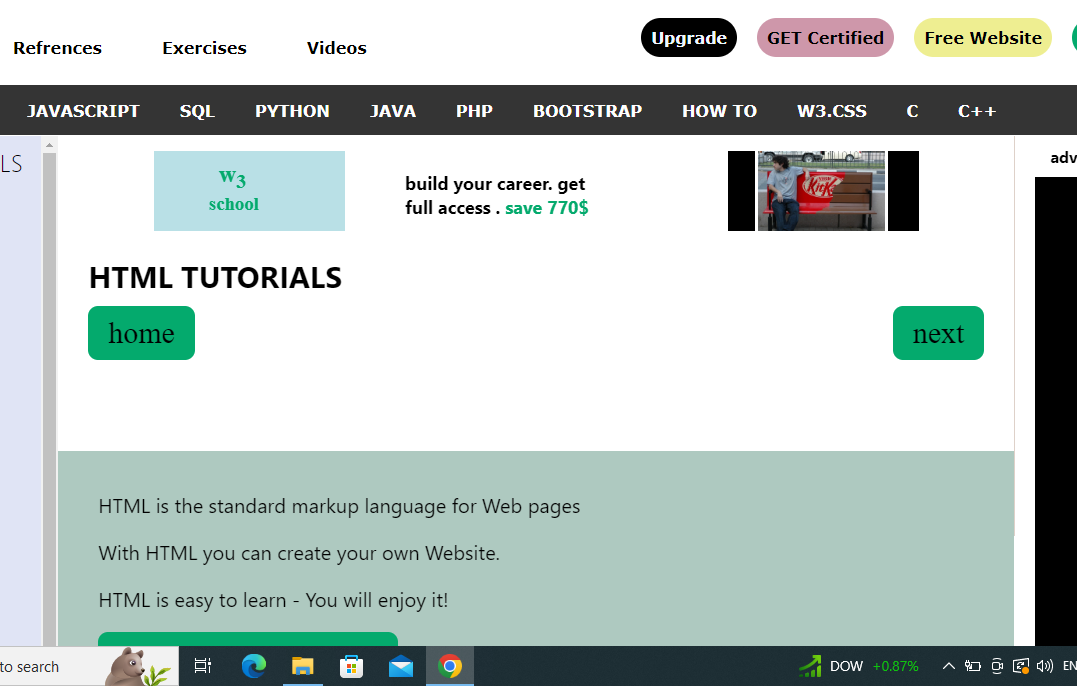 Refrences Exercises Videos Upgrade GET Certified Free Website
JAVASCRIPT SQL PYTHON JAVA PHP BOOTSTRAP HOW TO W3.CSS C C++
LS
w3
school
build your career. get
full access . save 770$
KitKat
adv
HTML TUTORIALS
home next
HTML is the standard markup language for Web pages
With HTML you can create your own Website.
HTML is easy to learn - You will enjoy it!
to search DOW +0.87% EN